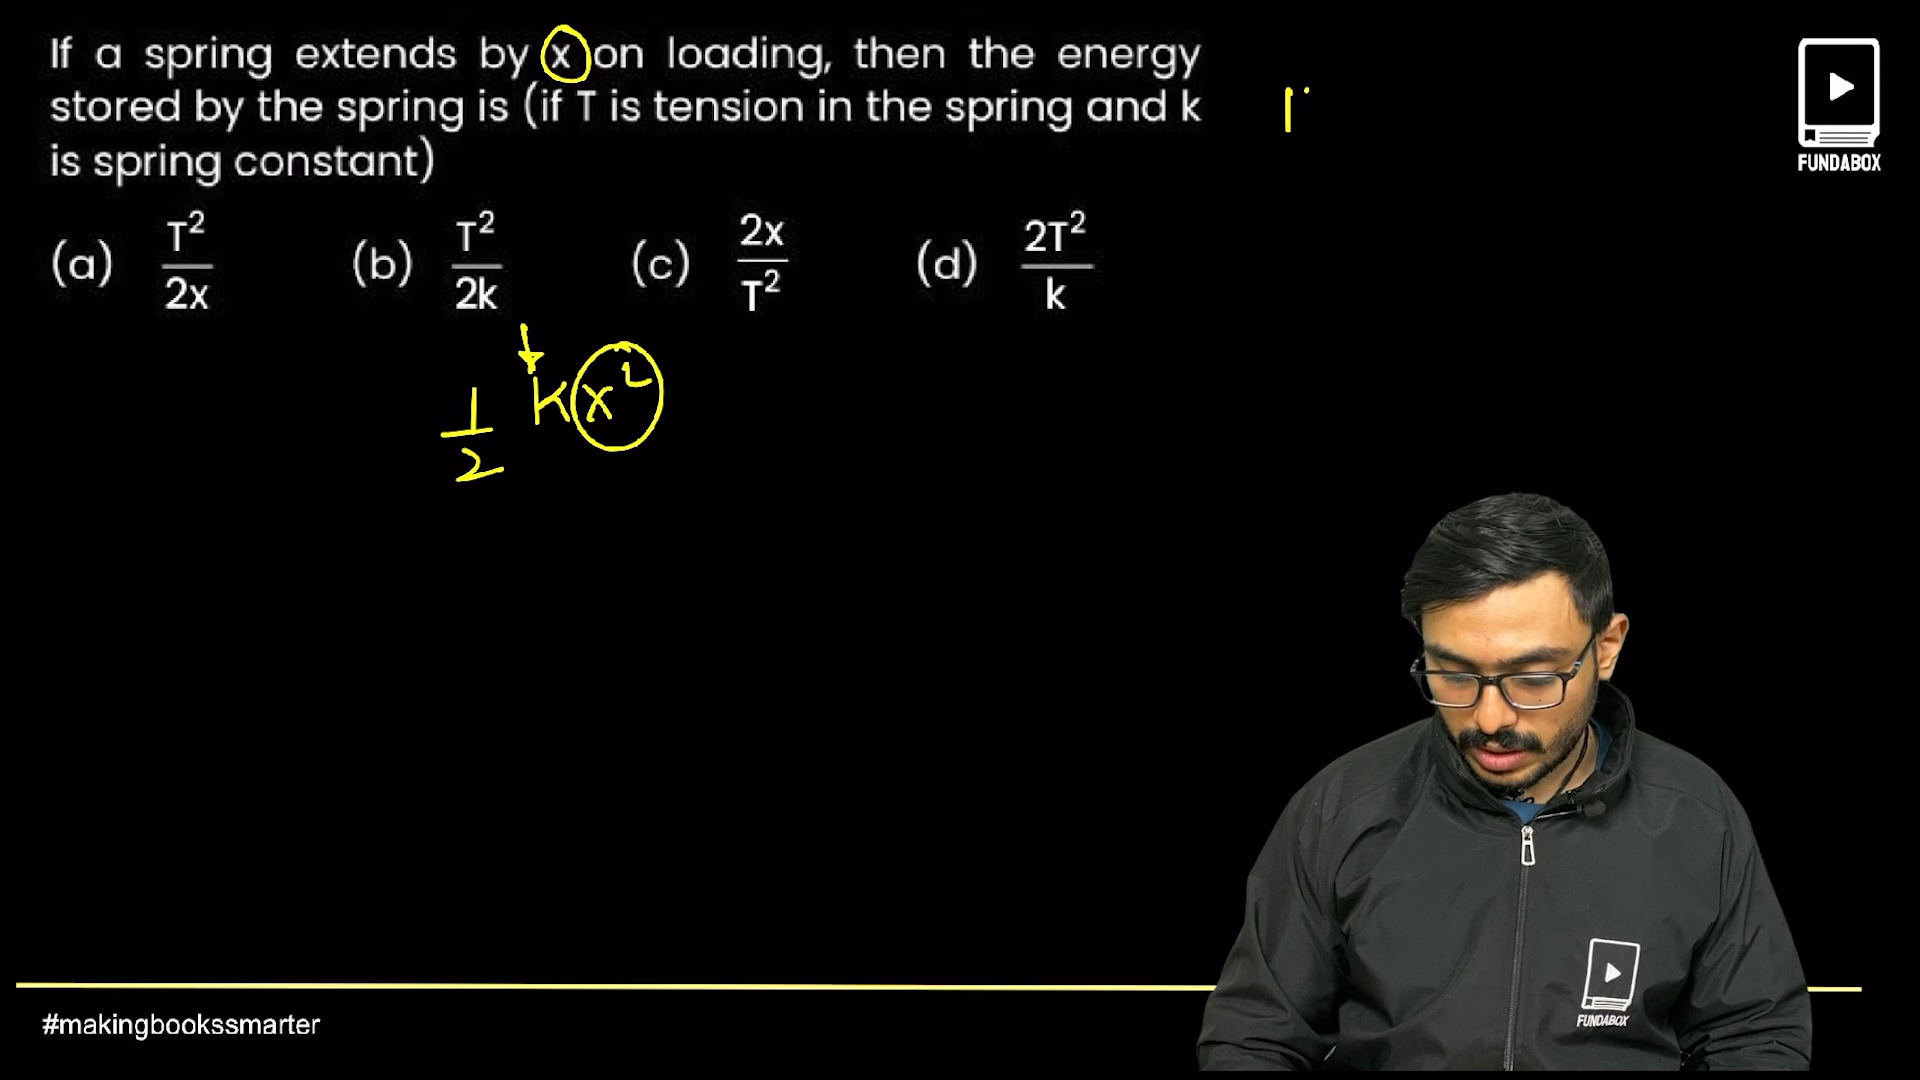 If a spring extends by x on loading, then the energy
stored by the spring is (if T is tension in the spring and k
is spring constant)
(a) T²/2x (b) T²/2k (c) 2x/T² (d) 2T²/k
1/2 kx²
FUNDABOX
#makingbookssmarter
FUNDABOX